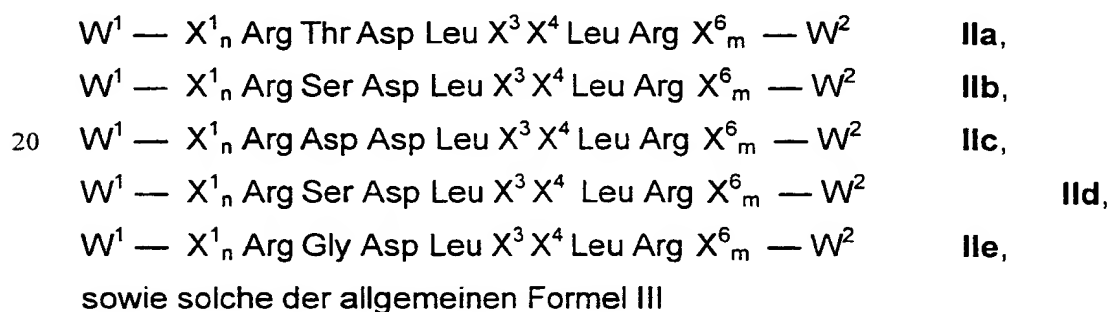 W¹ — X¹ₙ Arg Thr Asp Leu X³ X⁴ Leu Arg X⁶ₘ — W² IIa,
W¹ — X¹ₙ Arg Ser Asp Leu X³ X⁴ Leu Arg X⁶ₘ — W² IIb,
20 W¹ — X¹ₙ Arg Asp Asp Leu X³ X⁴ Leu Arg X⁶ₘ — W² IIc,
W¹ — X¹ₙ Arg Ser Asp Leu X³ X⁴ Leu Arg X⁶ₘ — W² IId,
W¹ — X¹ₙ Arg Gly Asp Leu X³ X⁴ Leu Arg X⁶ₘ — W² IIe,
sowie solche der allgemeinen Formel III